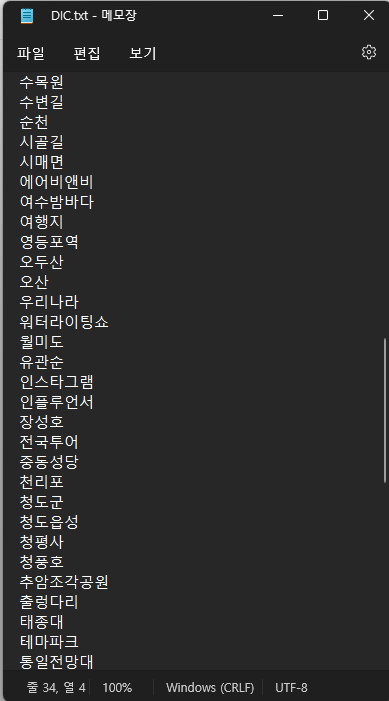 DIC.txt - 메모장
파일 편집 보기
수목원
수변길
순천
시골길
시매면
에어비앤비
여수밤바다
여행지
영등포역
오두산
오산
우리나라
워터라이팅쇼
월미도
유관순
인스타그램
인플루언서
장성호
전국투어
중동성당
천리포
청도군
청도읍성
청평사
청풍호
추암조각공원
출렁다리
태종대
테마파크
통일전망대
줄 34, 열 4 100% Windows (CRLF) UTF-8